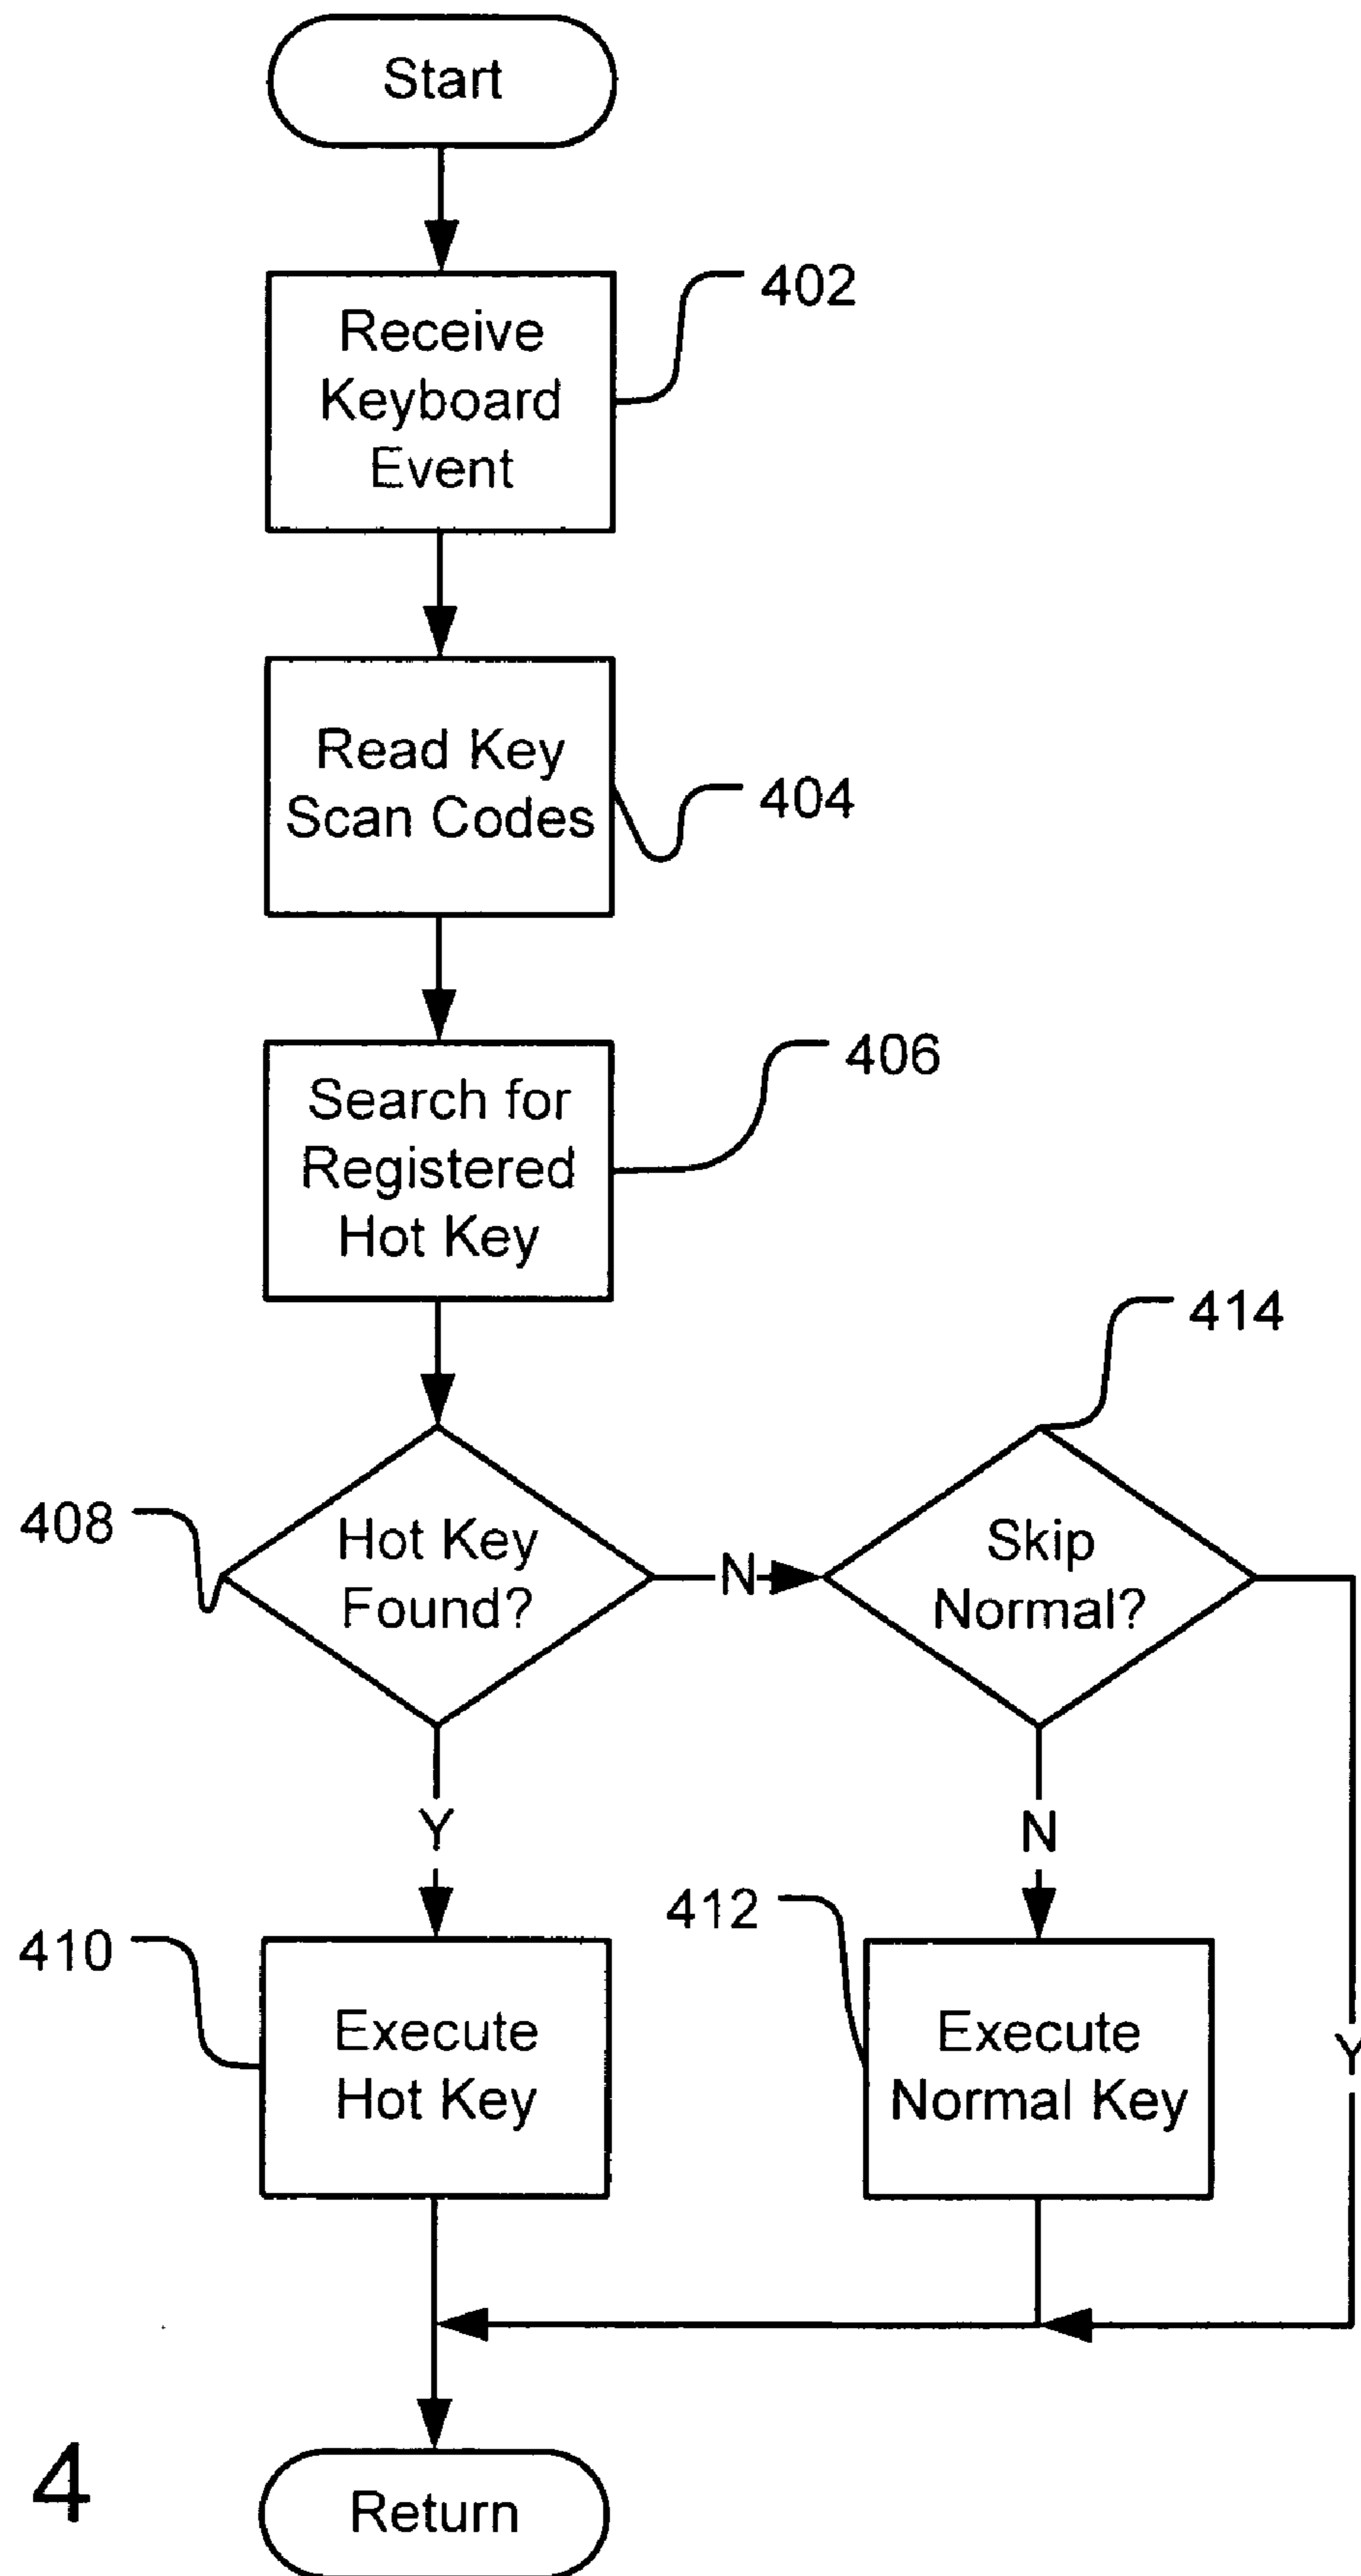 Start
402
Receive
Keyboard
Event
Read Key
Scan Codes
404
406
Search for
Registered
Hot Key
414
408
Hot Key
Found?
N
Skip
Normal?
Y
N
412
410
Execute
Hot Key
Execute
Normal Key
Y
4
Return